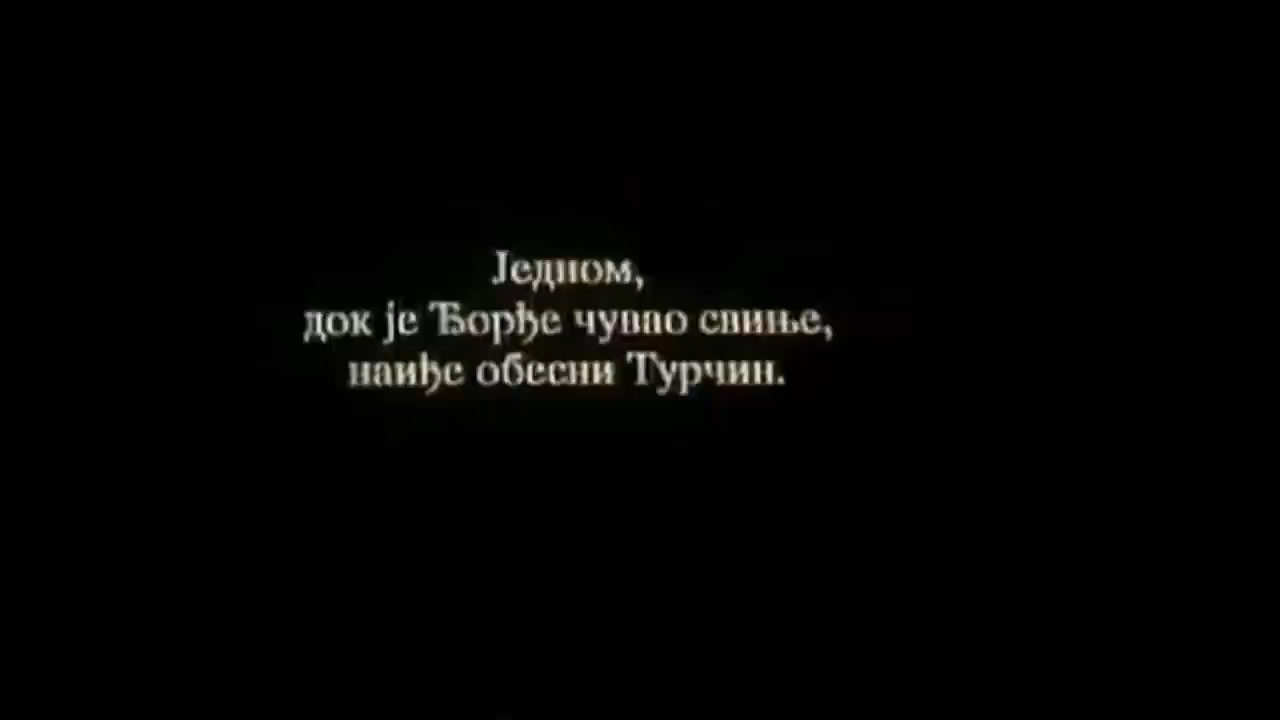 Једном,
док је Ђорђе чувао свиње,
наиђе обесни Турчин.